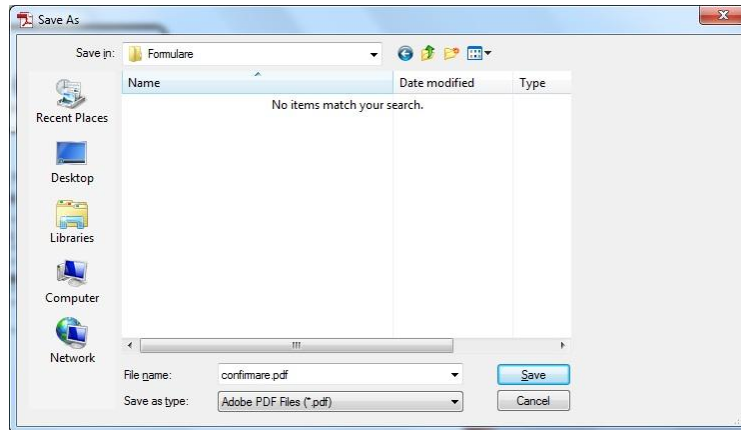 Save As
Save in: Formulare
Name Date modified Type
No items match your search.
Recent Places
Desktop
Libraries
Computer
Network
File name: confirmare.pdf Save
Save as type: Adobe PDF Files (*.pdf) Cancel